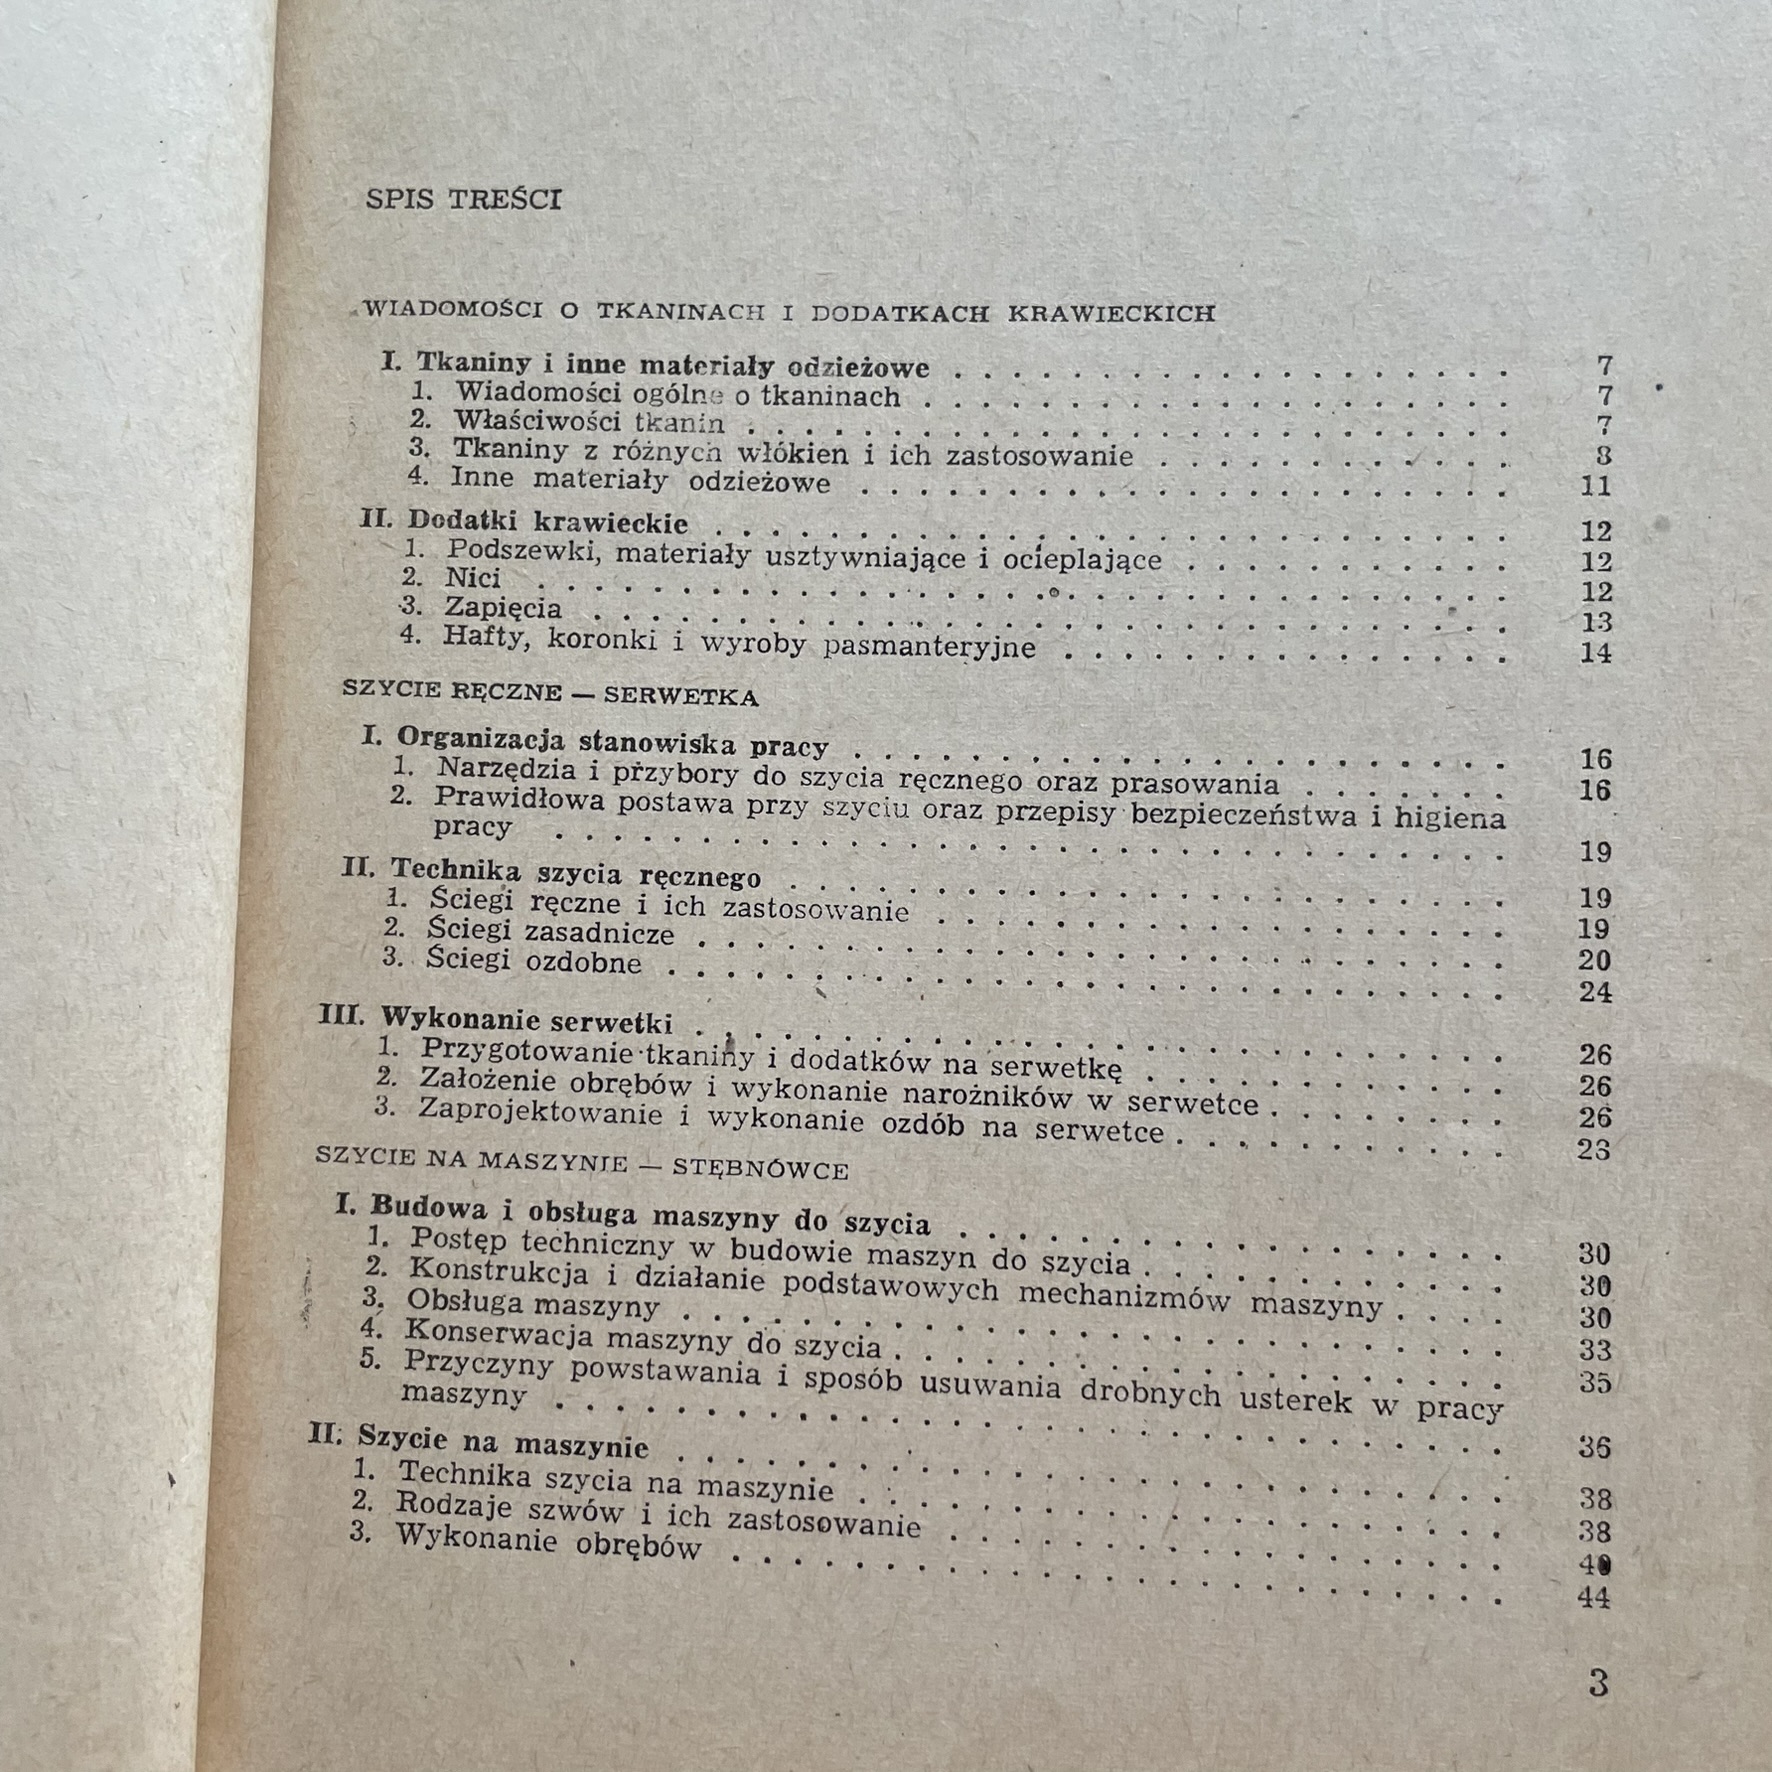 SPIS TREŚCI
WIADOMOŚCI O TKANINACH I DODATKACH KRAWIECKICH
I. Tkaniny i inne materiały odzieżowe . . . . . . . . . . . . . . . . . . . 7
1. Wiadomości ogólne o tkaninach . . . . . . . . . . . . . . . . . . . . 7
2. Właściwości tkanin . . . . . . . . . . . . . . . . . . . . . . . . . . 7
3. Tkaniny z różnych włókien i ich zastosowanie . . . . . . . . . . . . 8
4. Inne materiały odzieżowe . . . . . . . . . . . . . . . . . . . . . . 11
II. Dodatki krawieckie . . . . . . . . . . . . . . . . . . . . . . . . . . . 12
1. Podszewki, materiały usztywniające i ocieplające . . . . . . . . . . . 12
2. Nici . . . . . . . . . . . . . . . . . . . . . . . . . . . . . . . . . 12
3. Zapięcia . . . . . . . . . . . . . . . . . . . . . . . . . . . . . . . 13
4. Hafty, koronki i wyroby pasmanteryjne . . . . . . . . . . . . . . . 14
SZYCIE RĘCZNE — SERWETKA
I. Organizacja stanowiska pracy . . . . . . . . . . . . . . . . . . . . . . 16
1. Narzędzia i przybory do szycia ręcznego oraz prasowania . . . . . . . 16
2. Prawidłowa postawa przy szyciu oraz przepisy bezpieczeństwa i higiena
pracy . . . . . . . . . . . . . . . . . . . . . . . . . . . . . . . . 19
II. Technika szycia ręcznego . . . . . . . . . . . . . . . . . . . . . . . . 19
1. Ściegi ręczne i ich zastosowanie . . . . . . . . . . . . . . . . . . . 19
2. Ściegi zasadnicze . . . . . . . . . . . . . . . . . . . . . . . . . . . 20
3. Ściegi ozdobne . . . . . . . . . . . . . . . . . . . . . . . . . . . . 24
III. Wykonanie serwetki . . . . . . . . . . . . . . . . . . . . . . . . . . . 26
1. Przygotowanie tkaniny i dodatków na serwetkę . . . . . . . . . . . . 26
2. Założenie obrębów i wykonanie narożników w serwetce . . . . . . . . 26
3. Zaprojektowanie i wykonanie ozdób na serwetce . . . . . . . . . . . 28
SZYCIE NA MASZYNIE — STĘBNÓWCE
I. Budowa i obsługa maszyny do szycia . . . . . . . . . . . . . . . . . . . 30
1. Postęp techniczny w budowie maszyn do szycia . . . . . . . . . . . . 30
2. Konstrukcja i działanie podstawowych mechanizmów maszyny . . . . 30
3. Obsługa maszyny . . . . . . . . . . . . . . . . . . . . . . . . . . . 33
4. Konserwacja maszyny do szycia . . . . . . . . . . . . . . . . . . . . 35
5. Przyczyny powstawania i sposób usuwania drobnych usterek w pracy
maszyny . . . . . . . . . . . . . . . . . . . . . . . . . . . . . . . . 36
II. Szycie na maszynie . . . . . . . . . . . . . . . . . . . . . . . . . . . . 38
1. Technika szycia na maszynie . . . . . . . . . . . . . . . . . . . . . . 38
2. Rodzaje szwów i ich zastosowanie . . . . . . . . . . . . . . . . . . . 40
3. Wykonanie obrębów . . . . . . . . . . . . . . . . . . . . . . . . . . 44
3